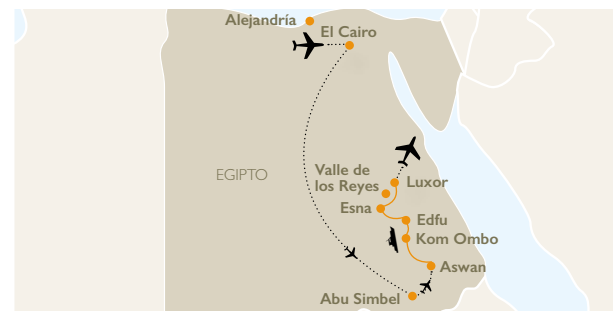 Alejandría
El Cairo
EGIPTO
Valle de
los Reyes
Luxor
Esna
Edfu
Kom Ombo
Aswan
Abu Simbel